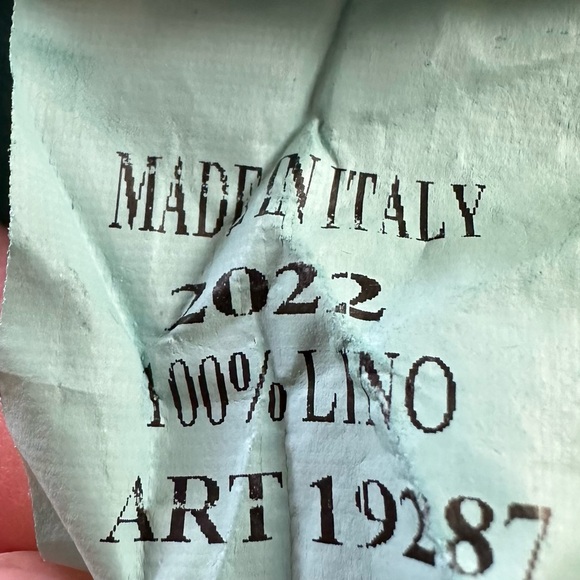 MADE IN ITALY
2022
100% LINO
ART 19287